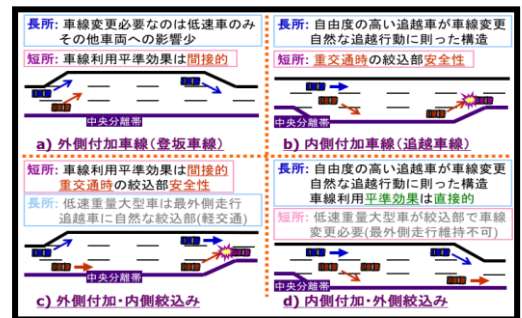 長所: 車線変更必要なのは低速車のみ
その他車両への影響少
短所: 車線利用平準効果は間接的
中央分離帯
a) 外側付加車線(登坂車線)
長所: 自由度の高い追越車が車線変更
自然な追越行動に則った構造
短所: 重交通時の絞込部安全性
中央分離帯
b) 内側付加車線(追越車線)
短所: 車線利用平準効果は間接的
重交通時の絞込部安全性
長所: 低速重量大型車は最外側走行
追越車に自然な絞込部(軽交通)
中央分離帯
c) 外側付加・内側絞込み
長所: 自由度の高い追越車が車線変更
自然な追越行動に則った構造
車線利用平準効果は直接的
短所: 低速重量大型車が絞込部で車線
変更必要(最外側走行維持不可)
中央分離帯
d) 内側付加・外側絞込み